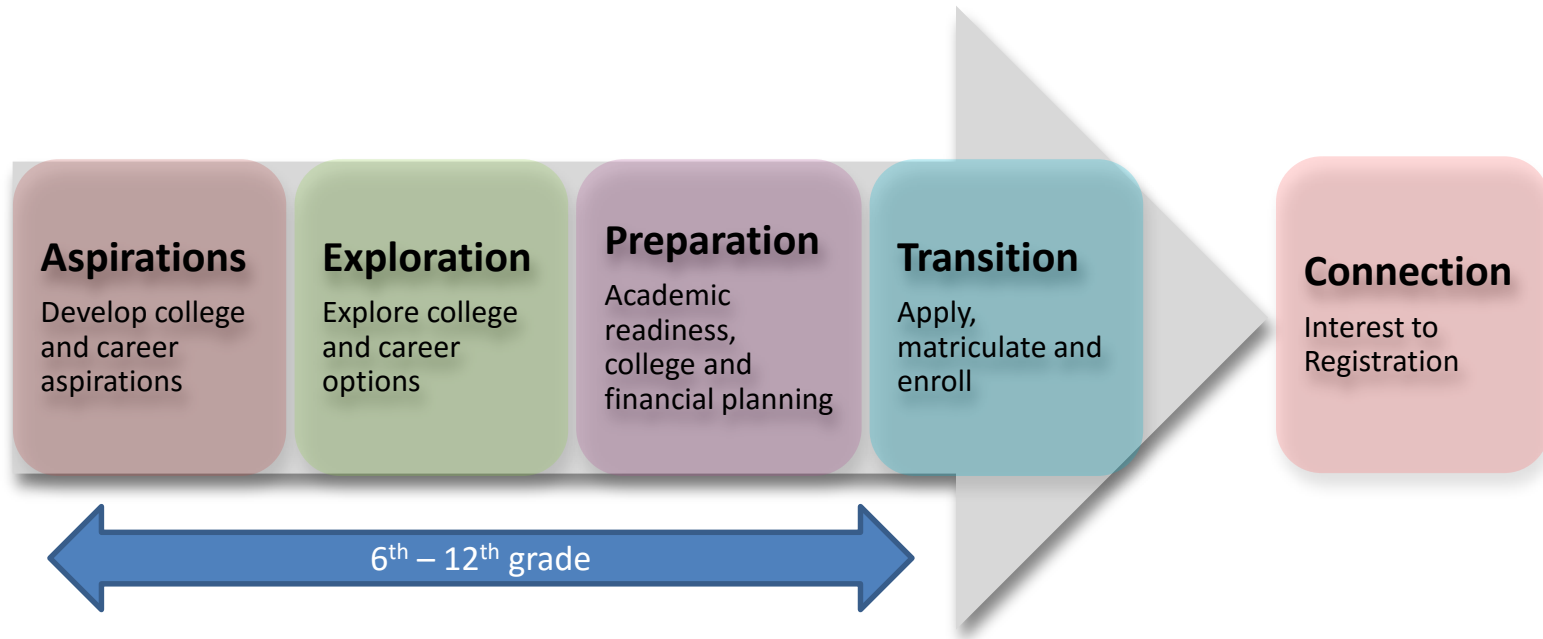 Aspirations
Develop college
and career
aspirations
Exploration
Explore college
and career
options
Preparation
Academic
readiness,
college and
financial planning
Transition
Apply,
matriculate and
enroll
Connection
Interest to
Registration
6th – 12th grade